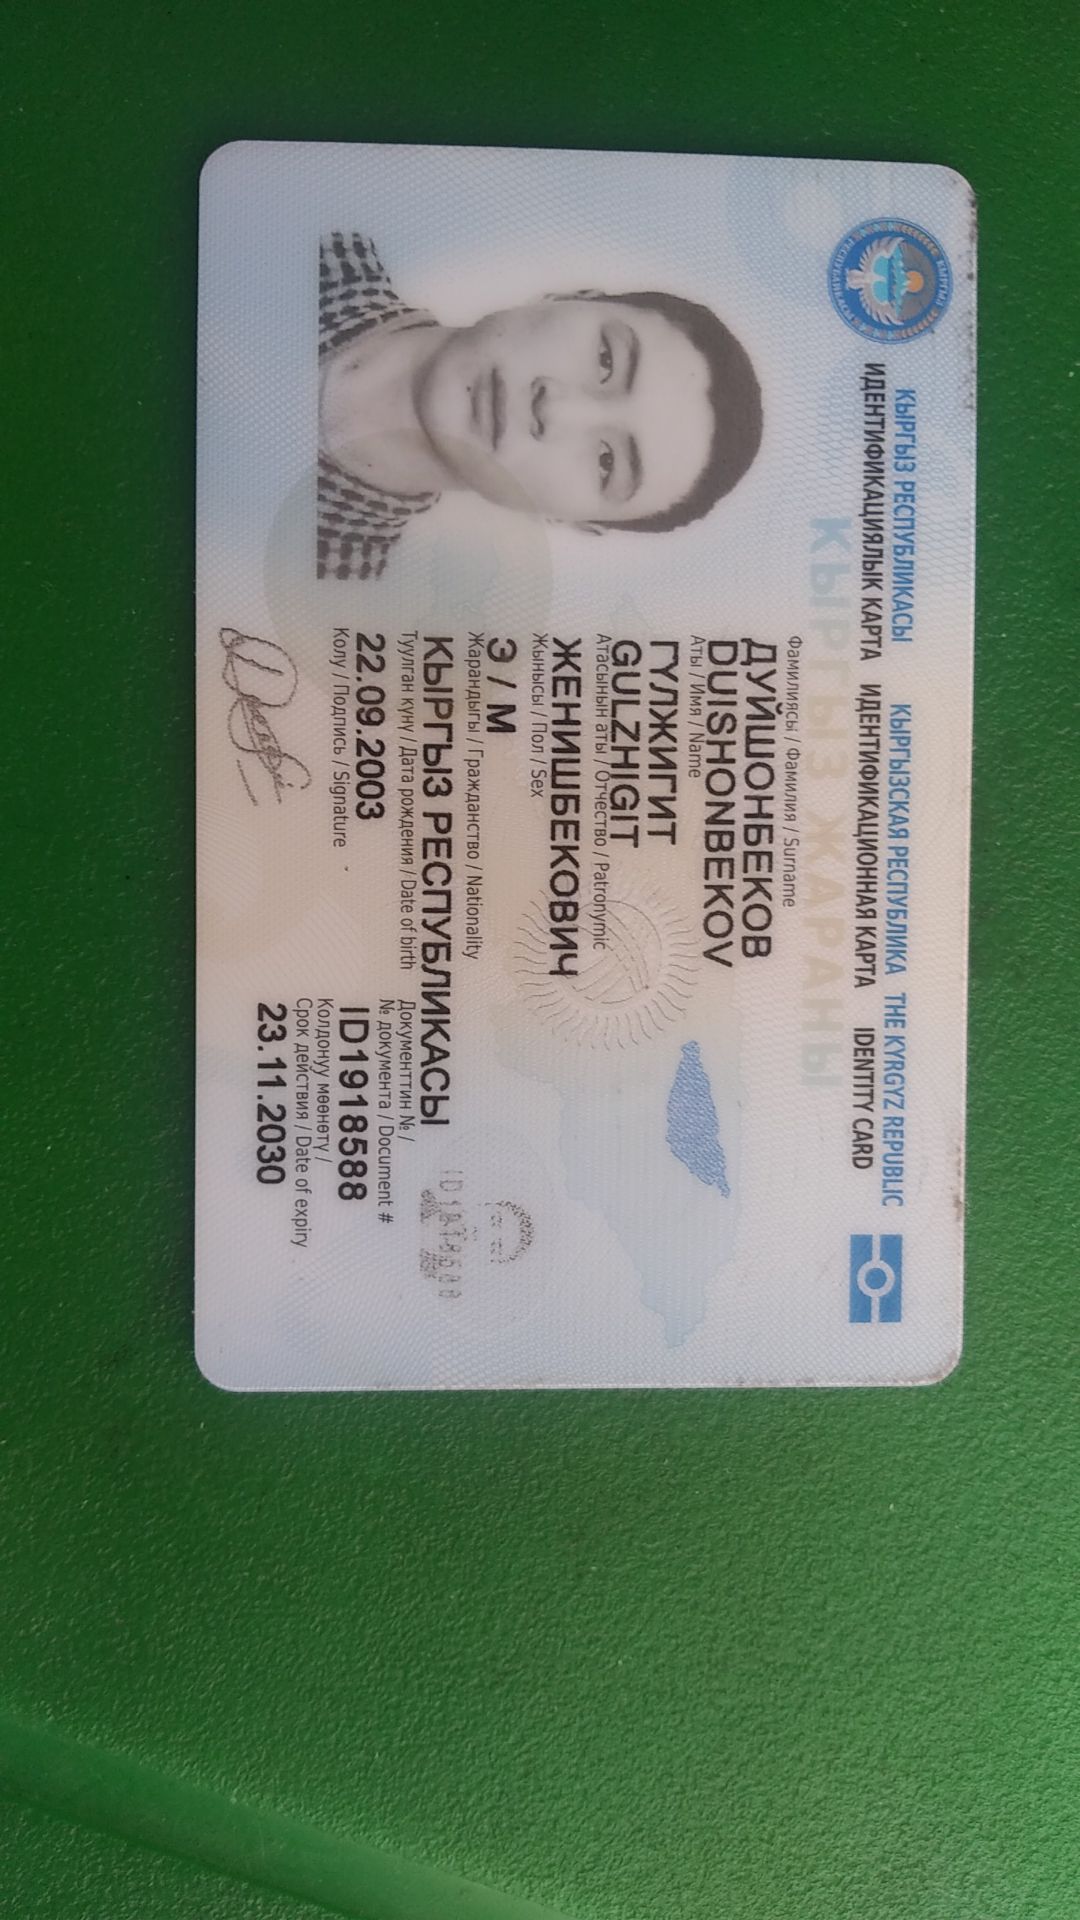 КЫРГЫЗ РЕСПУБЛИКАСЫ КЫРГЫЗСКАЯ РЕСПУБЛИКА THE KYRGYZ REPUBLIC
ИДЕНТИФИКАЦИЯЛЫК КАРТА ИДЕНТИФИКАЦИОННАЯ КАРТА IDENTITY CARD
КЫРГЫЗ ЖАРАНЫ
Фамилиясы / Фамилия / Surname
ДУЙШОНБЕКОВ
DUISHONBEKOV
Аты / Имя / Name
ГҮЛЖИГИТ
GULZHIGIT
Атасынын аты / Отчество / Patronymic
ЖЕНИШБЕКОВИЧ
Жынысы / Пол / Sex
Э / М
Жарандыгы / Гражданство / Nationality
КЫРГЫЗ РЕСПУБЛИКАСЫ
Туулган күнү / Дата рождения / Date of birth
22.09.2003
Документтин № /
№ документа / Document #
ID1918588
Колу / Подпись / Signature
Колдонуу мөөнөтү /
Срок действия / Date of expiry
23.11.2030